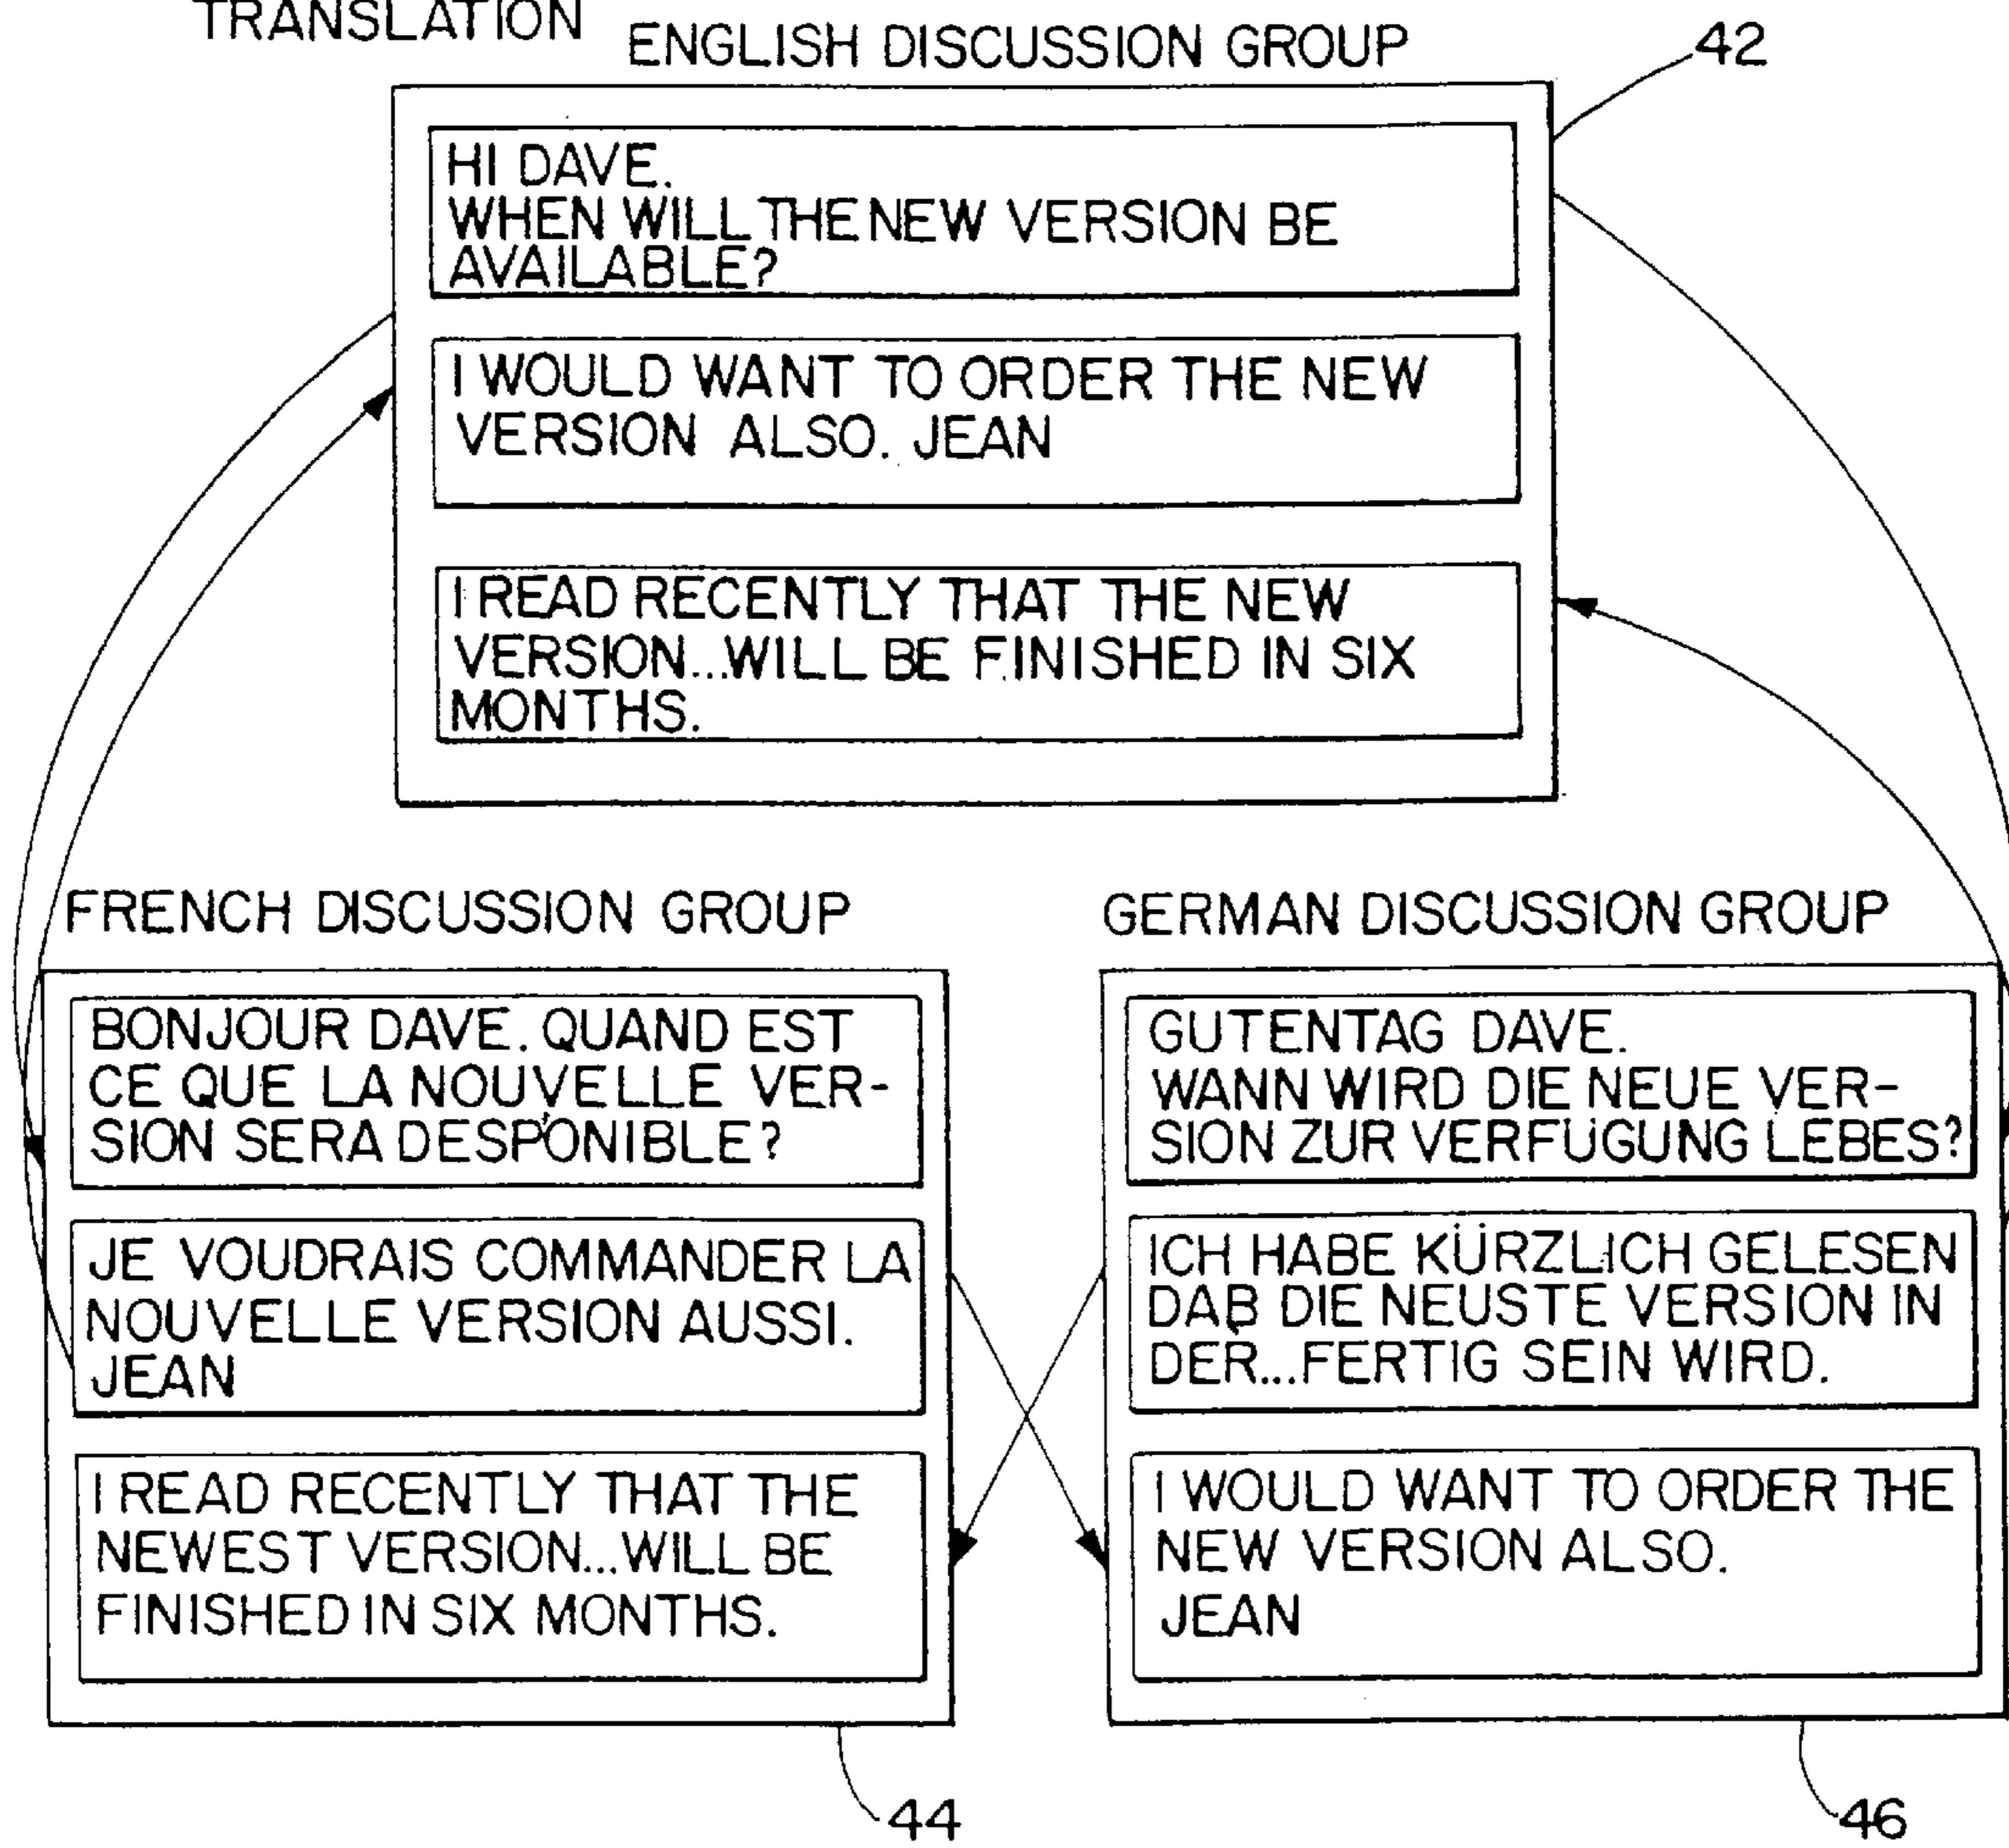 TRANSLATION
ENGLISH DISCUSSION GROUP
42
HI DAVE.
WHEN WILL THE NEW VERSION BE
AVAILABLE?
I WOULD WANT TO ORDER THE NEW
VERSION ALSO. JEAN
I READ RECENTLY THAT THE NEW
VERSION...WILL BE FINISHED IN SIX
MONTHS.
FRENCH DISCUSSION GROUP
BONJOUR DAVE. QUAND EST
CE QUE LA NOUVELLE VER-
SION SERA DESPONIBLE?
JE VOUDRAIS COMMANDER LA
NOUVELLE VERSION AUSSI.
JEAN
I READ RECENTLY THAT THE
NEWEST VERSION...WILL BE
FINISHED IN SIX MONTHS.
44
GERMAN DISCUSSION GROUP
GUTENTAG DAVE.
WANN WIRD DIE NEUE VER-
SION ZUR VERFÜGUNG LEBES?
ICH HABE KÜRZLICH GELESEN
DAB DIE NEUSTE VERSION IN
DER...FERTIG SEIN WIRD.
I WOULD WANT TO ORDER THE
NEW VERSION ALSO.
JEAN
46